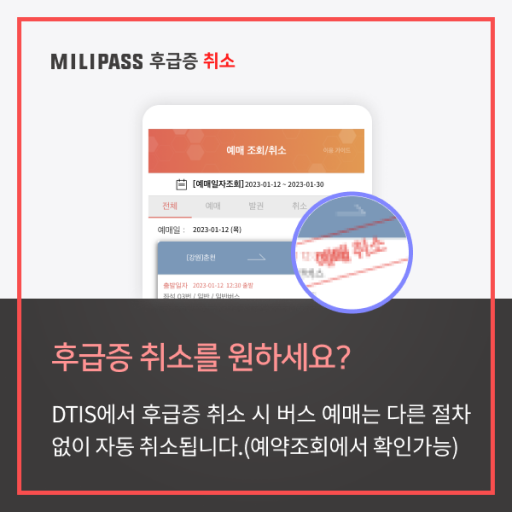 MILIPASS 후급증 취소
예매 조회/취소
[예매일자조회] 2023-01-12 ~ 2023-01-30
전체 예매 발권 취소
예매일 : 2023-01-12 (목)
[강원]춘천
예매 취소
출발일자 2023-01-12 12:30 출발
좌석 03번 / 일반 / 일반버스
후급증 취소를 원하세요?
DTIS에서 후급증 취소 시 버스 예매는 다른 절차
없이 자동 취소됩니다.(예약조회에서 확인가능)